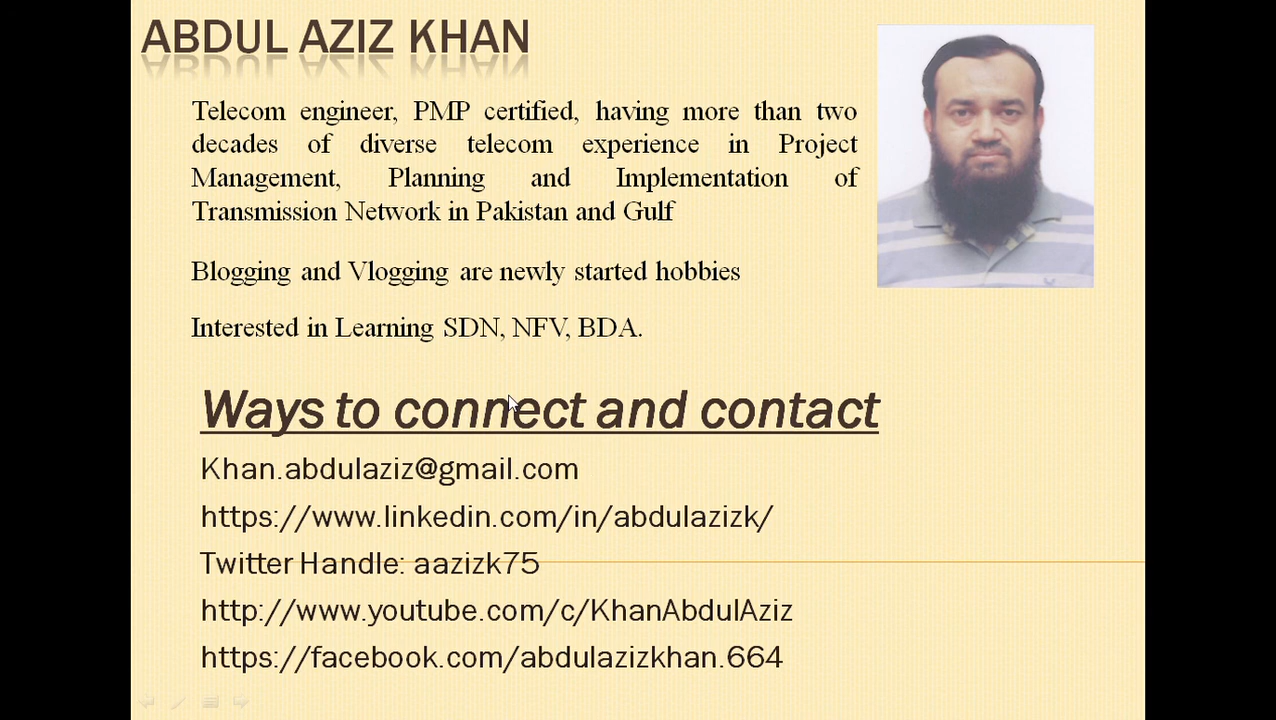 ABDUL AZIZ KHAN
Telecom engineer, PMP certified, having more than two
decades of diverse telecom experience in Project
Management, Planning and Implementation of
Transmission Network in Pakistan and Gulf
Blogging and Vlogging are newly started hobbies
Interested in Learning SDN, NFV, BDA.
Ways to connect and contact
Khan.abdulaziz@gmail.com
https://www.linkedin.com/in/abdulazizk/
Twitter Handle: aazizk75
http://www.youtube.com/c/KhanAbdulAziz
https://facebook.com/abdulazizkhan.664